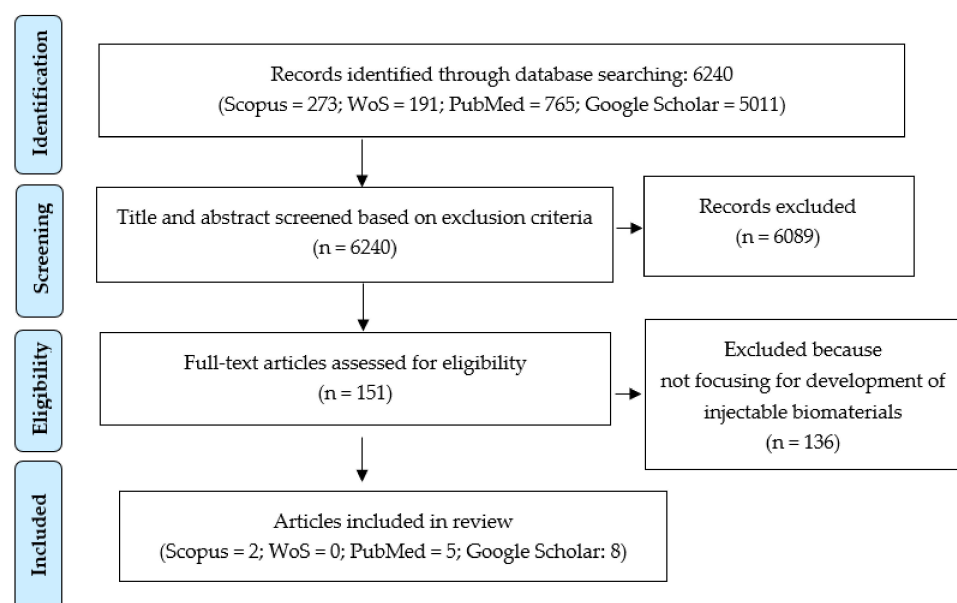 Identification
Records identified through database searching: 6240
(Scopus = 273; WoS = 191; PubMed = 765; Google Scholar = 5011)
Screening
Title and abstract screened based on exclusion criteria
(n = 6240)
Records excluded
(n = 6089)
Eligibility
Full-text articles assessed for eligibility
(n = 151)
Excluded because
not focusing for development of
injectable biomaterials
(n = 136)
Included
Articles included in review
(Scopus = 2; WoS = 0; PubMed = 5; Google Scholar: 8)